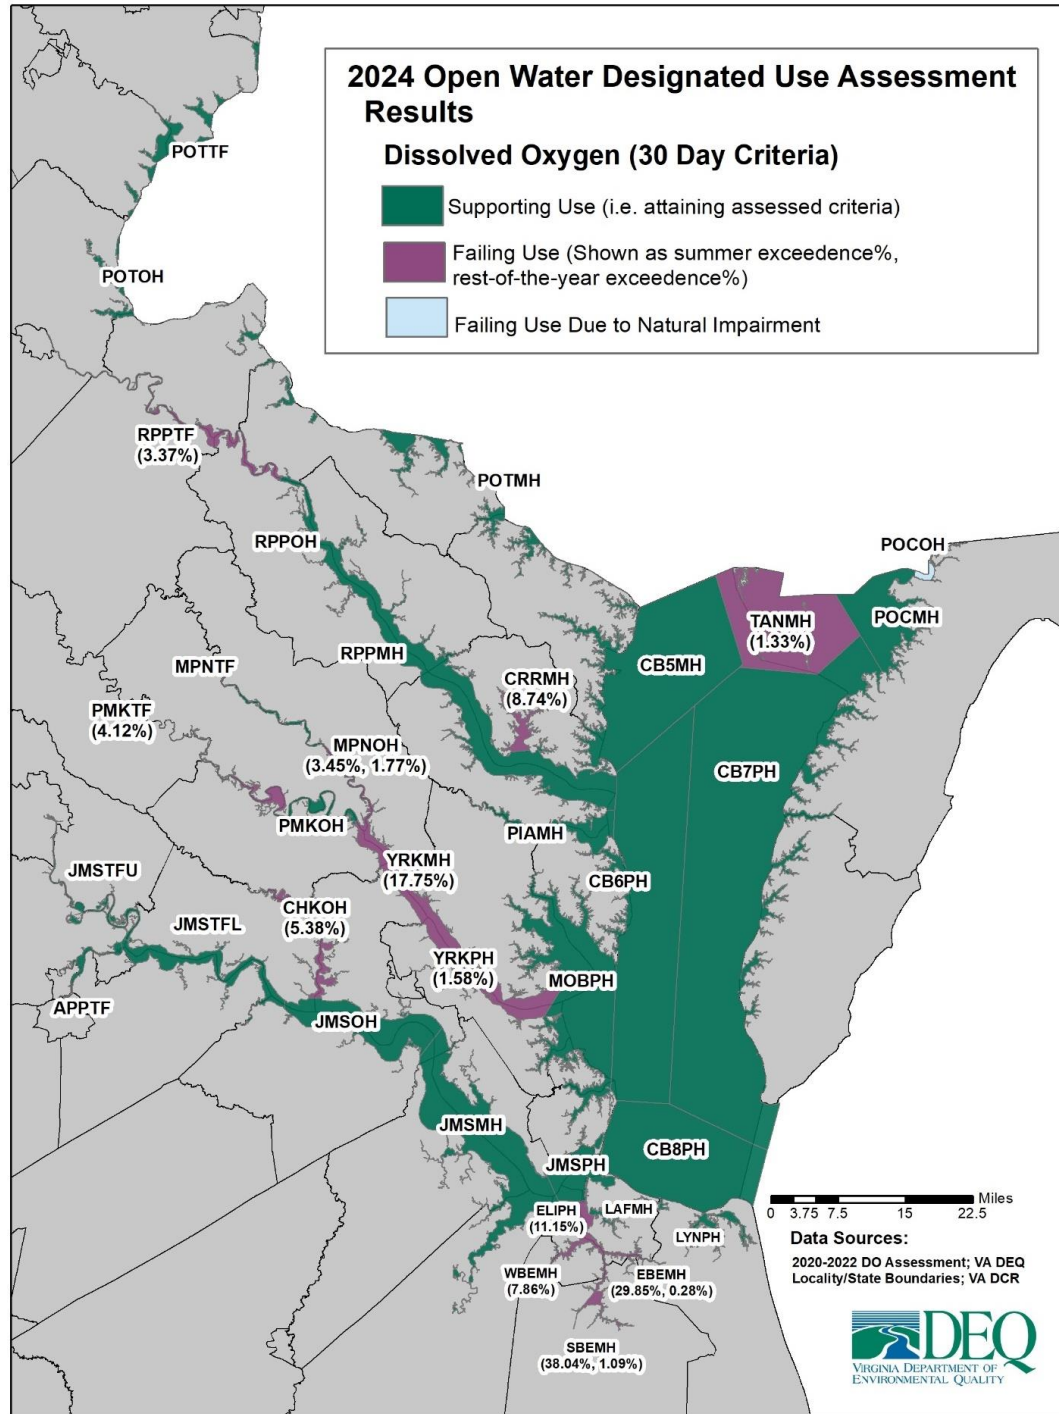 2024 Open Water Designated Use Assessment
Results
Dissolved Oxygen (30 Day Criteria)
Supporting Use (i.e. attaining assessed criteria)
Failing Use (Shown as summer exceedence%,
rest-of-the-year exceedence%)
Failing Use Due to Natural Impairment
POTTF
POTOH
RPPTF
(3.37%)
POTMH
RPPOH
POCOH
POCMH
TANMH
(1.33%)
RPPMH
CB5MH
MPNTF
CRRMH
(8.74%)
PMKTF
(4.12%)
MPNOH
(3.45%, 1.77%)
CB7PH
PMKOH
PIAMH
YRKMH
(17.75%)
JMSTFU
CB6PH
CHKOH
(5.38%)
JMSTFL
YRKPH
(1.58%)
MOBPH
APPTF
JMSOH
JMSMH
CB8PH
JMSPH
ELIPH
(11.15%)
LAFMH
LYNPH
WBEMH
(7.86%)
EBEMH
(29.85%, 0.28%)
SBEMH
(38.04%, 1.09%)
Miles
0 3.75 7.5 15 22.5
Data Sources:
2020-2022 DO Assessment; VA DEQ
Locality/State Boundaries; VA DCR
DEQ
VIRGINIA DEPARTMENT OF
ENVIRONMENTAL QUALITY